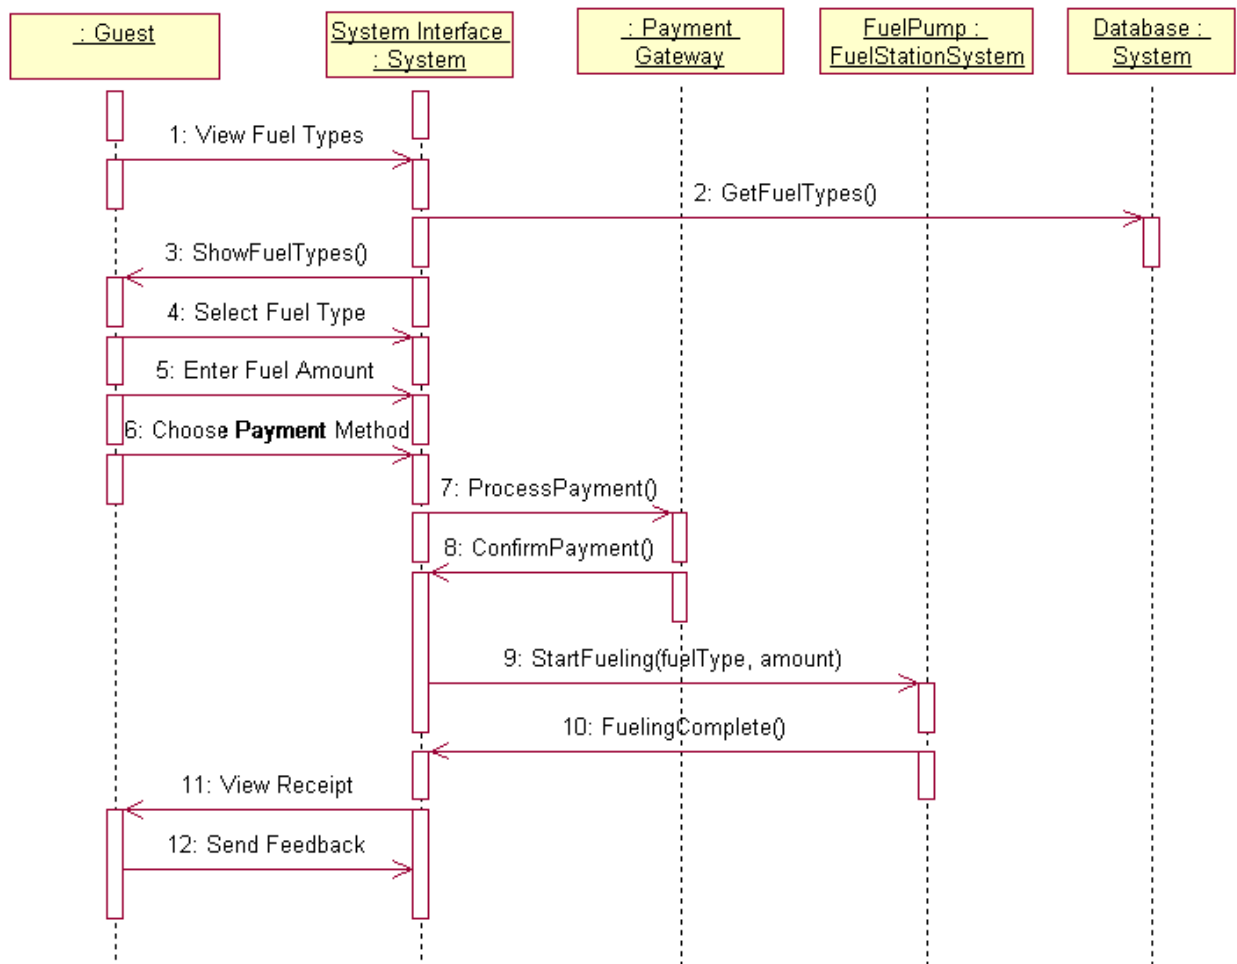 : Guest
System Interface
: System
: Payment
Gateway
FuelPump :
FuelStationSystem
Database :
System
1: View Fuel Types
2: GetFuelTypes()
3: ShowFuelTypes()
4: Select Fuel Type
5: Enter Fuel Amount
6: Choose Payment Method
7: ProcessPayment()
8: ConfirmPayment()
9: StartFueling(fuelType, amount)
10: FuelingComplete()
11: View Receipt
12: Send Feedback